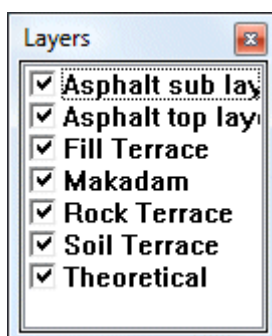 Layers
Asphalt sub lay
Asphalt top lay
Fill Terrace
Makadam
Rock Terrace
Soil Terrace
Theoretical